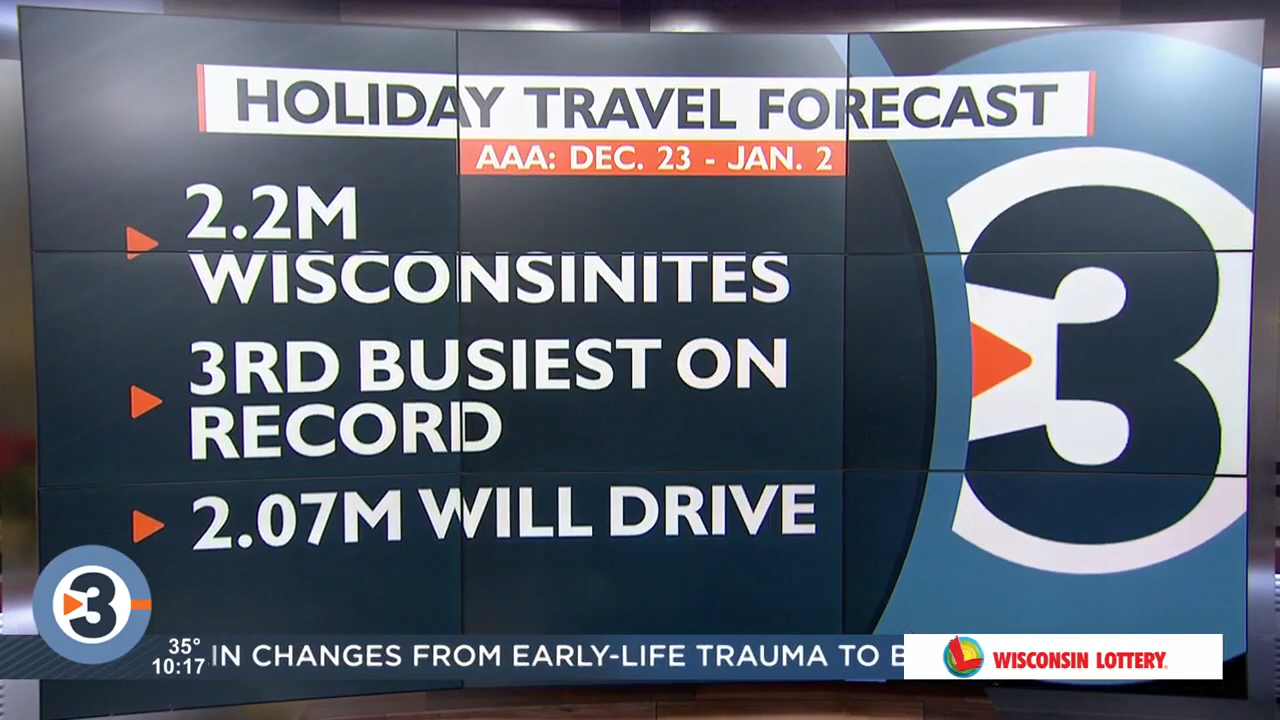 HOLIDAY TRAVEL FORECAST
AAA: DEC. 23 - JAN. 2
2.2M
WISCONSINITES
3RD BUSIEST ON
RECORD
2.07M WILL DRIVE
3
3
35°
10:17
IN CHANGES FROM EARLY-LIFE TRAUMA TO B
WISCONSIN LOTTERY